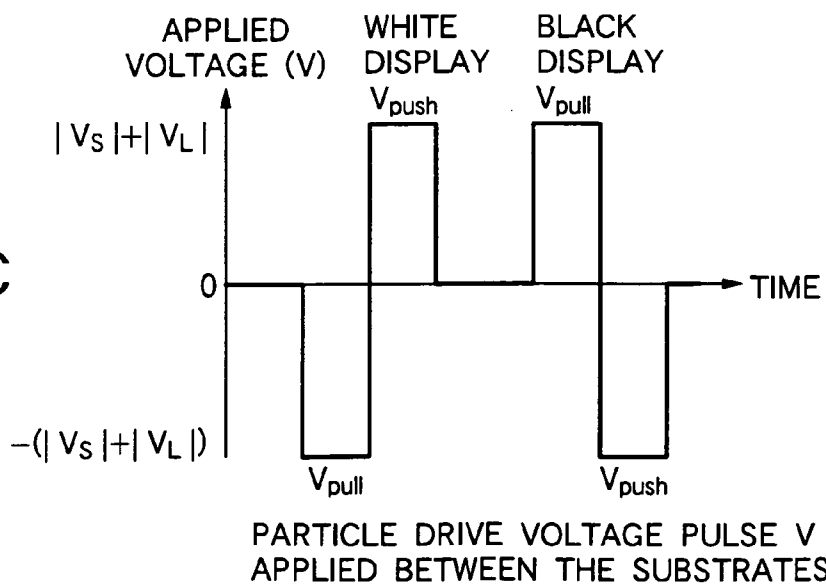 APPLIED
VOLTAGE (V)
WHITE
DISPLAY
BLACK
DISPLAY
Vpush
Vpull
|VS|+|VL|
0
TIME
-(|VS|+|VL|)
Vpull
Vpush
PARTICLE DRIVE VOLTAGE PULSE V
APPLIED BETWEEN THE SUBSTRATES